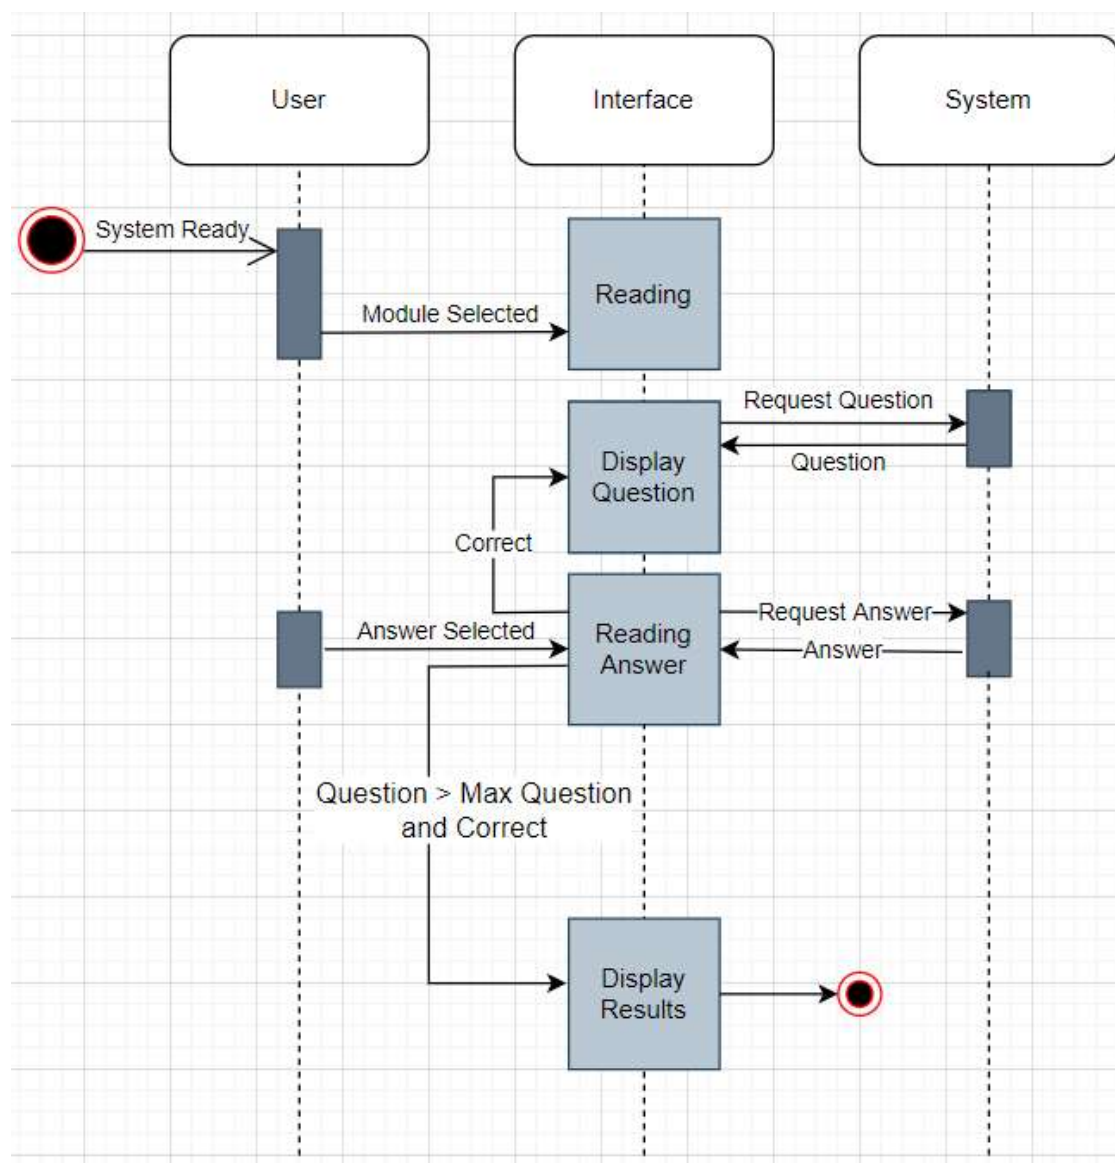 User
Interface
System
System Ready
Reading
Module Selected
Request Question
Question
Display
Question
Correct
Request Answer
Answer Selected
Reading
Answer
Answer
Question > Max Question
and Correct
Display
Results